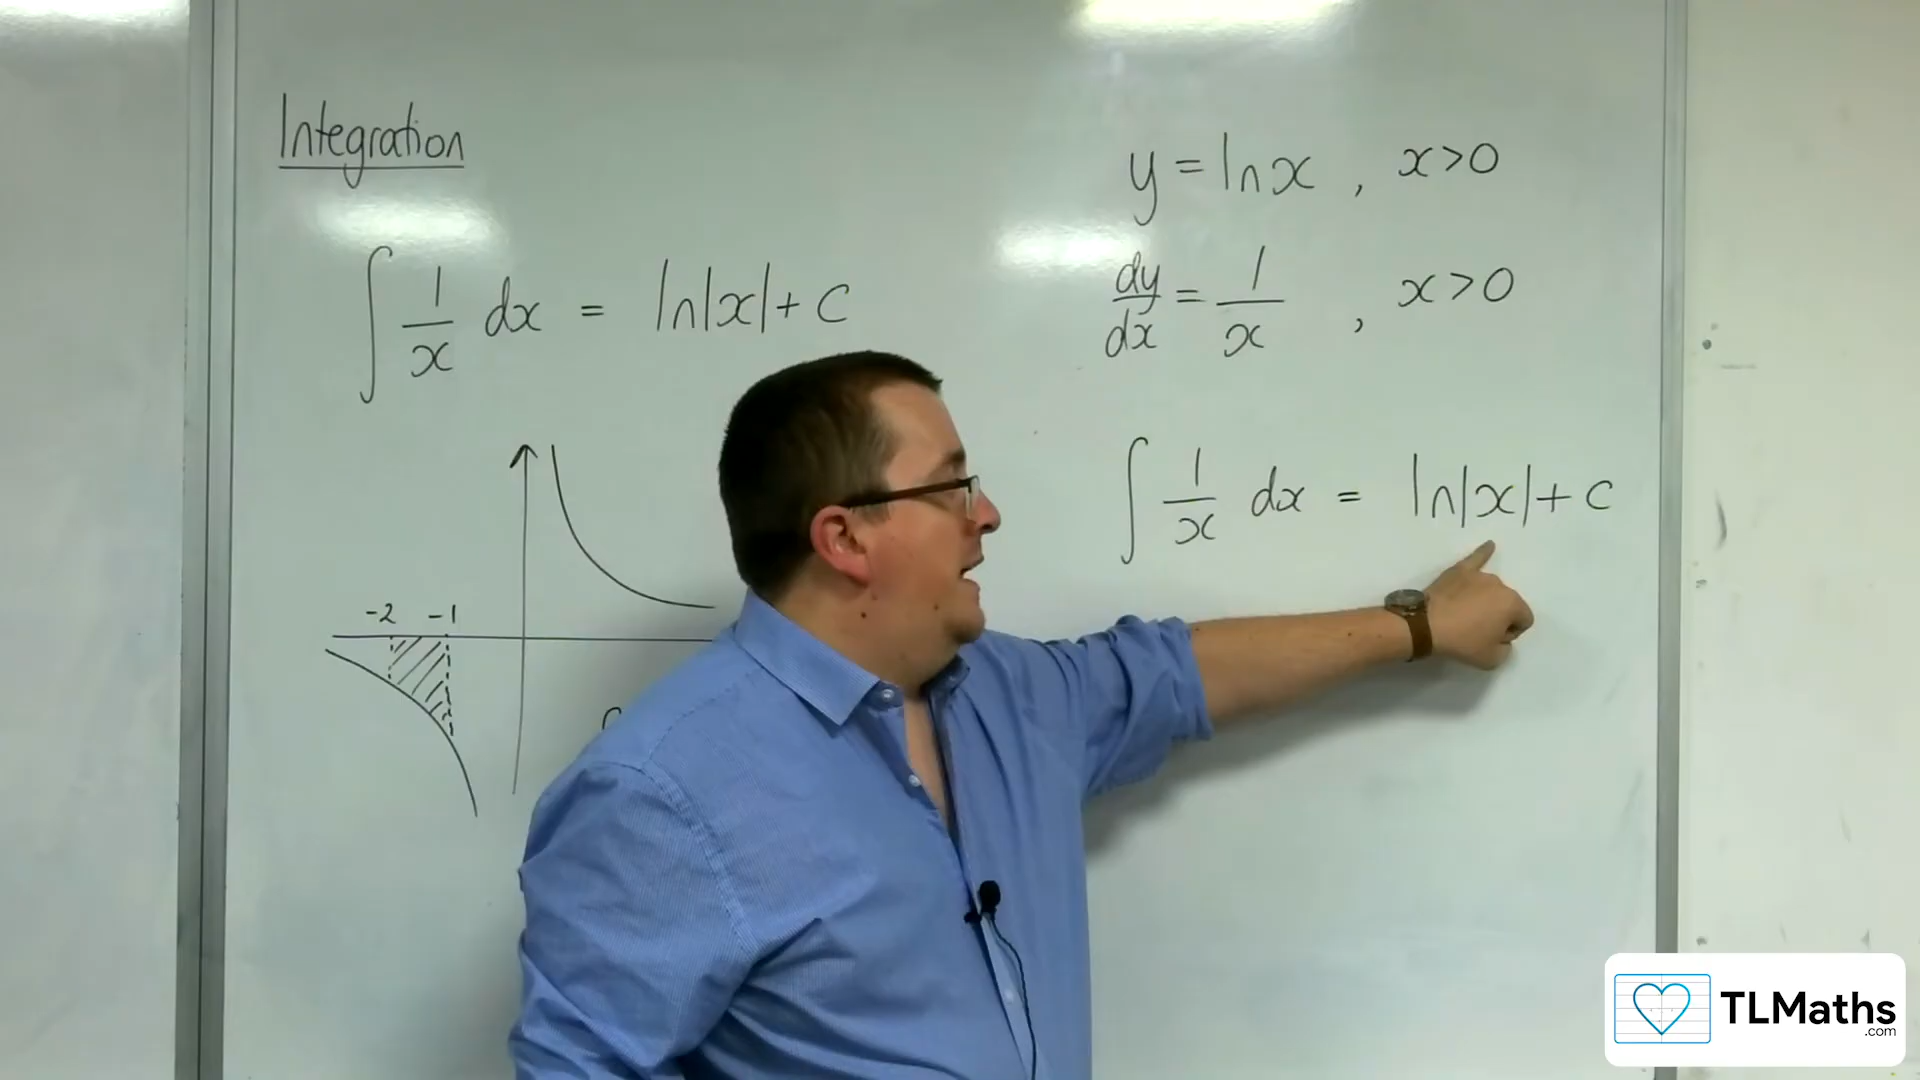 Integration
∫ 1/x dx = ln|x| + c
-2 -1
y = ln x , x>0
dy/dx = 1/x , x>0
∫ 1/x dx = ln|x| + c
TLMaths
.com